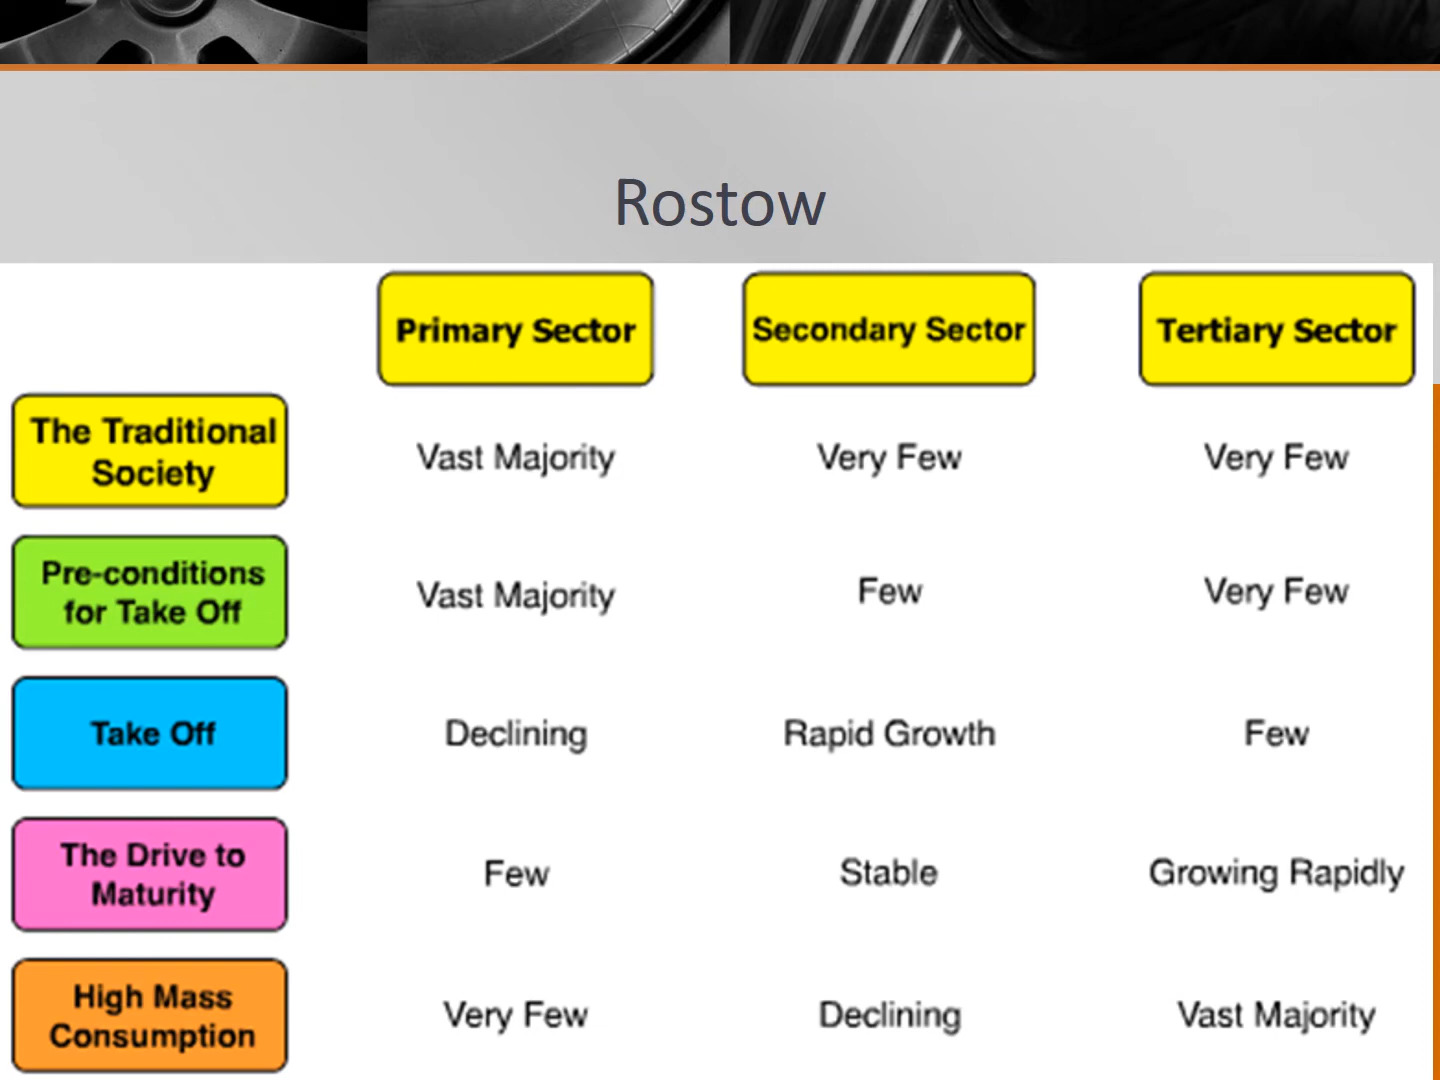 Rostow
Primary Sector
Secondary Sector
Tertiary Sector
The Traditional
Society
Vast Majority
Very Few
Very Few
Pre-conditions
for Take Off
Vast Majority
Few
Very Few
Take Off
Declining
Rapid Growth
Few
The Drive to
Maturity
Few
Stable
Growing Rapidly
High Mass
Consumption
Very Few
Declining
Vast Majority